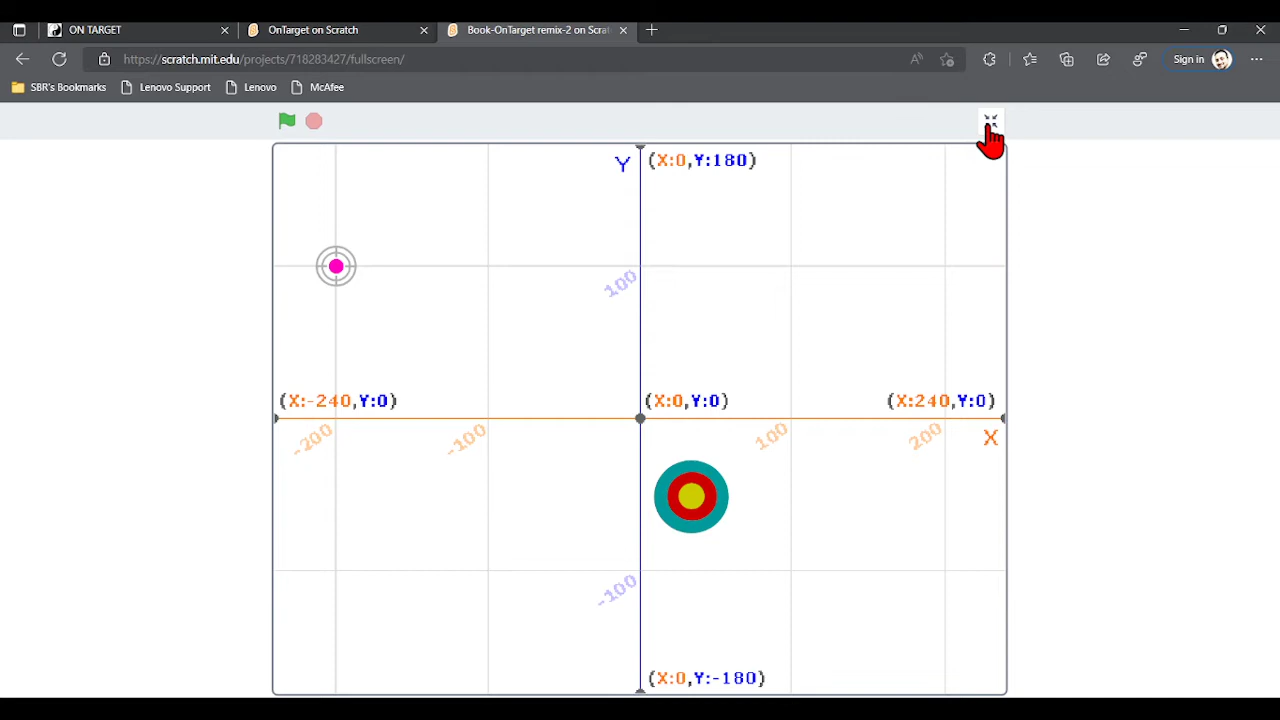 ON TARGET
OnTarget on Scratch
Book-OnTarget remix-2 on Scrat
https://scratch.mit.edu/projects/718283427/fullscreen/
Sign in
SBR's Bookmarks
Lenovo Support
Lenovo
McAfee
Y
(X:0,Y:180)
100
(X:-240,Y:0)
(X:0,Y:0)
(X:240,Y:0)
-200
-100
100
200
X
-100
(X:0,Y:-180)